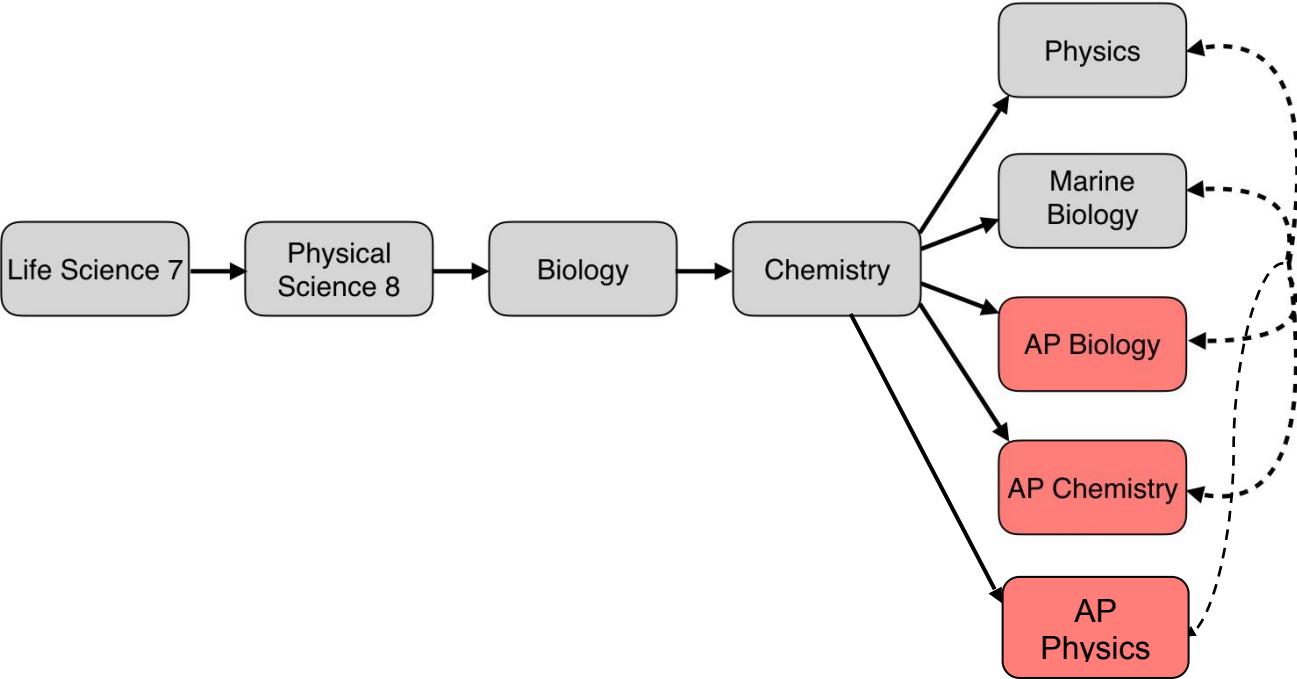 Life Science 7
Physical
Science 8
Biology
Chemistry
Physics
Marine
Biology
AP Biology
AP Chemistry
AP
Physics